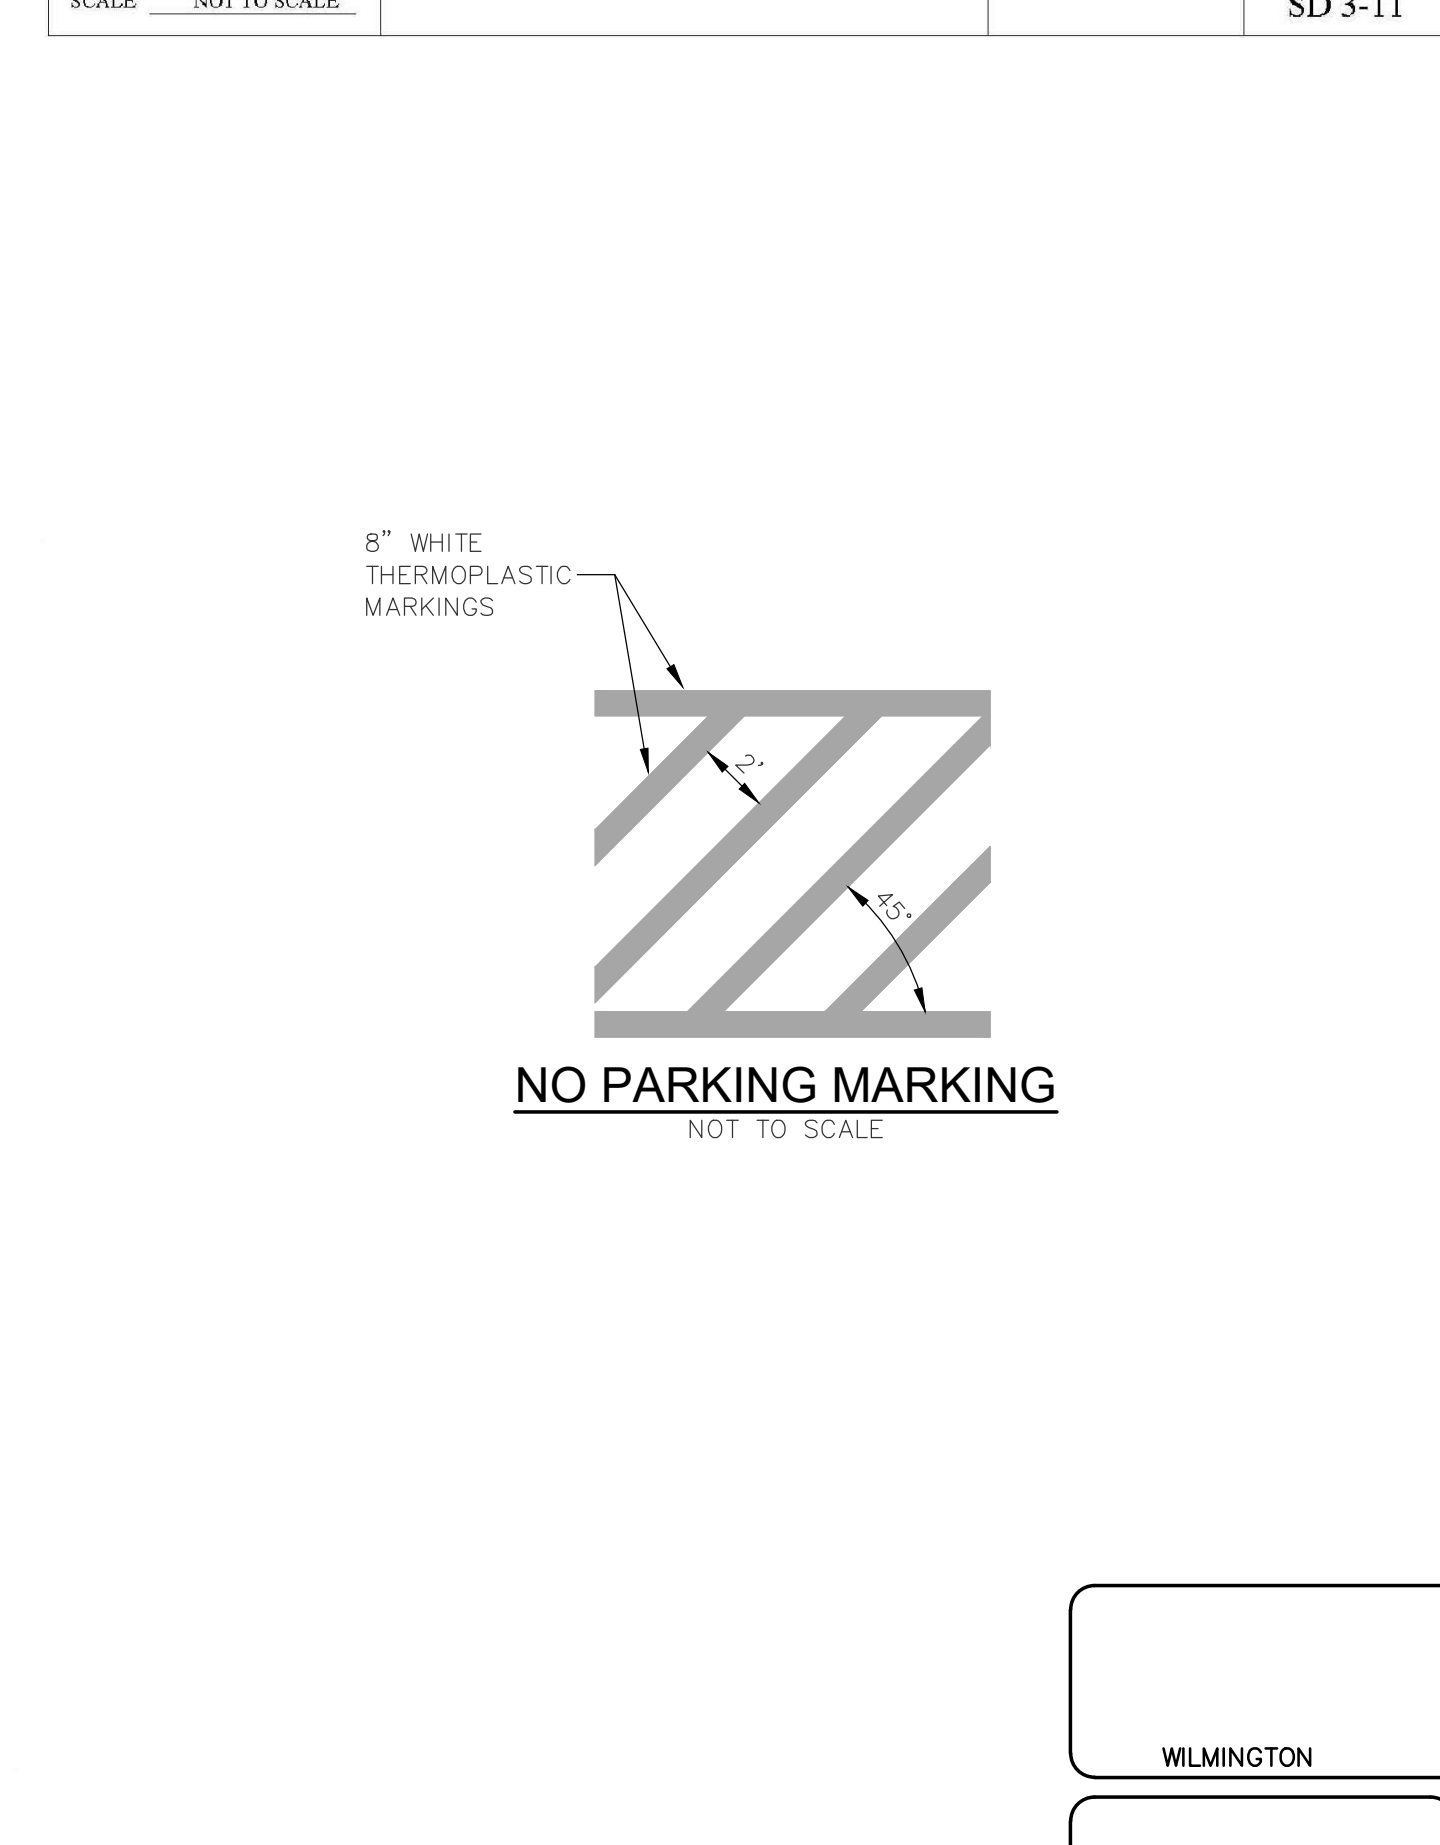 SCALE NOT TO SCALE
SD 3-11
8” WHITE
THERMOPLASTIC
MARKINGS
2’
45°
NO PARKING MARKING
NOT TO SCALE
WILMINGTON